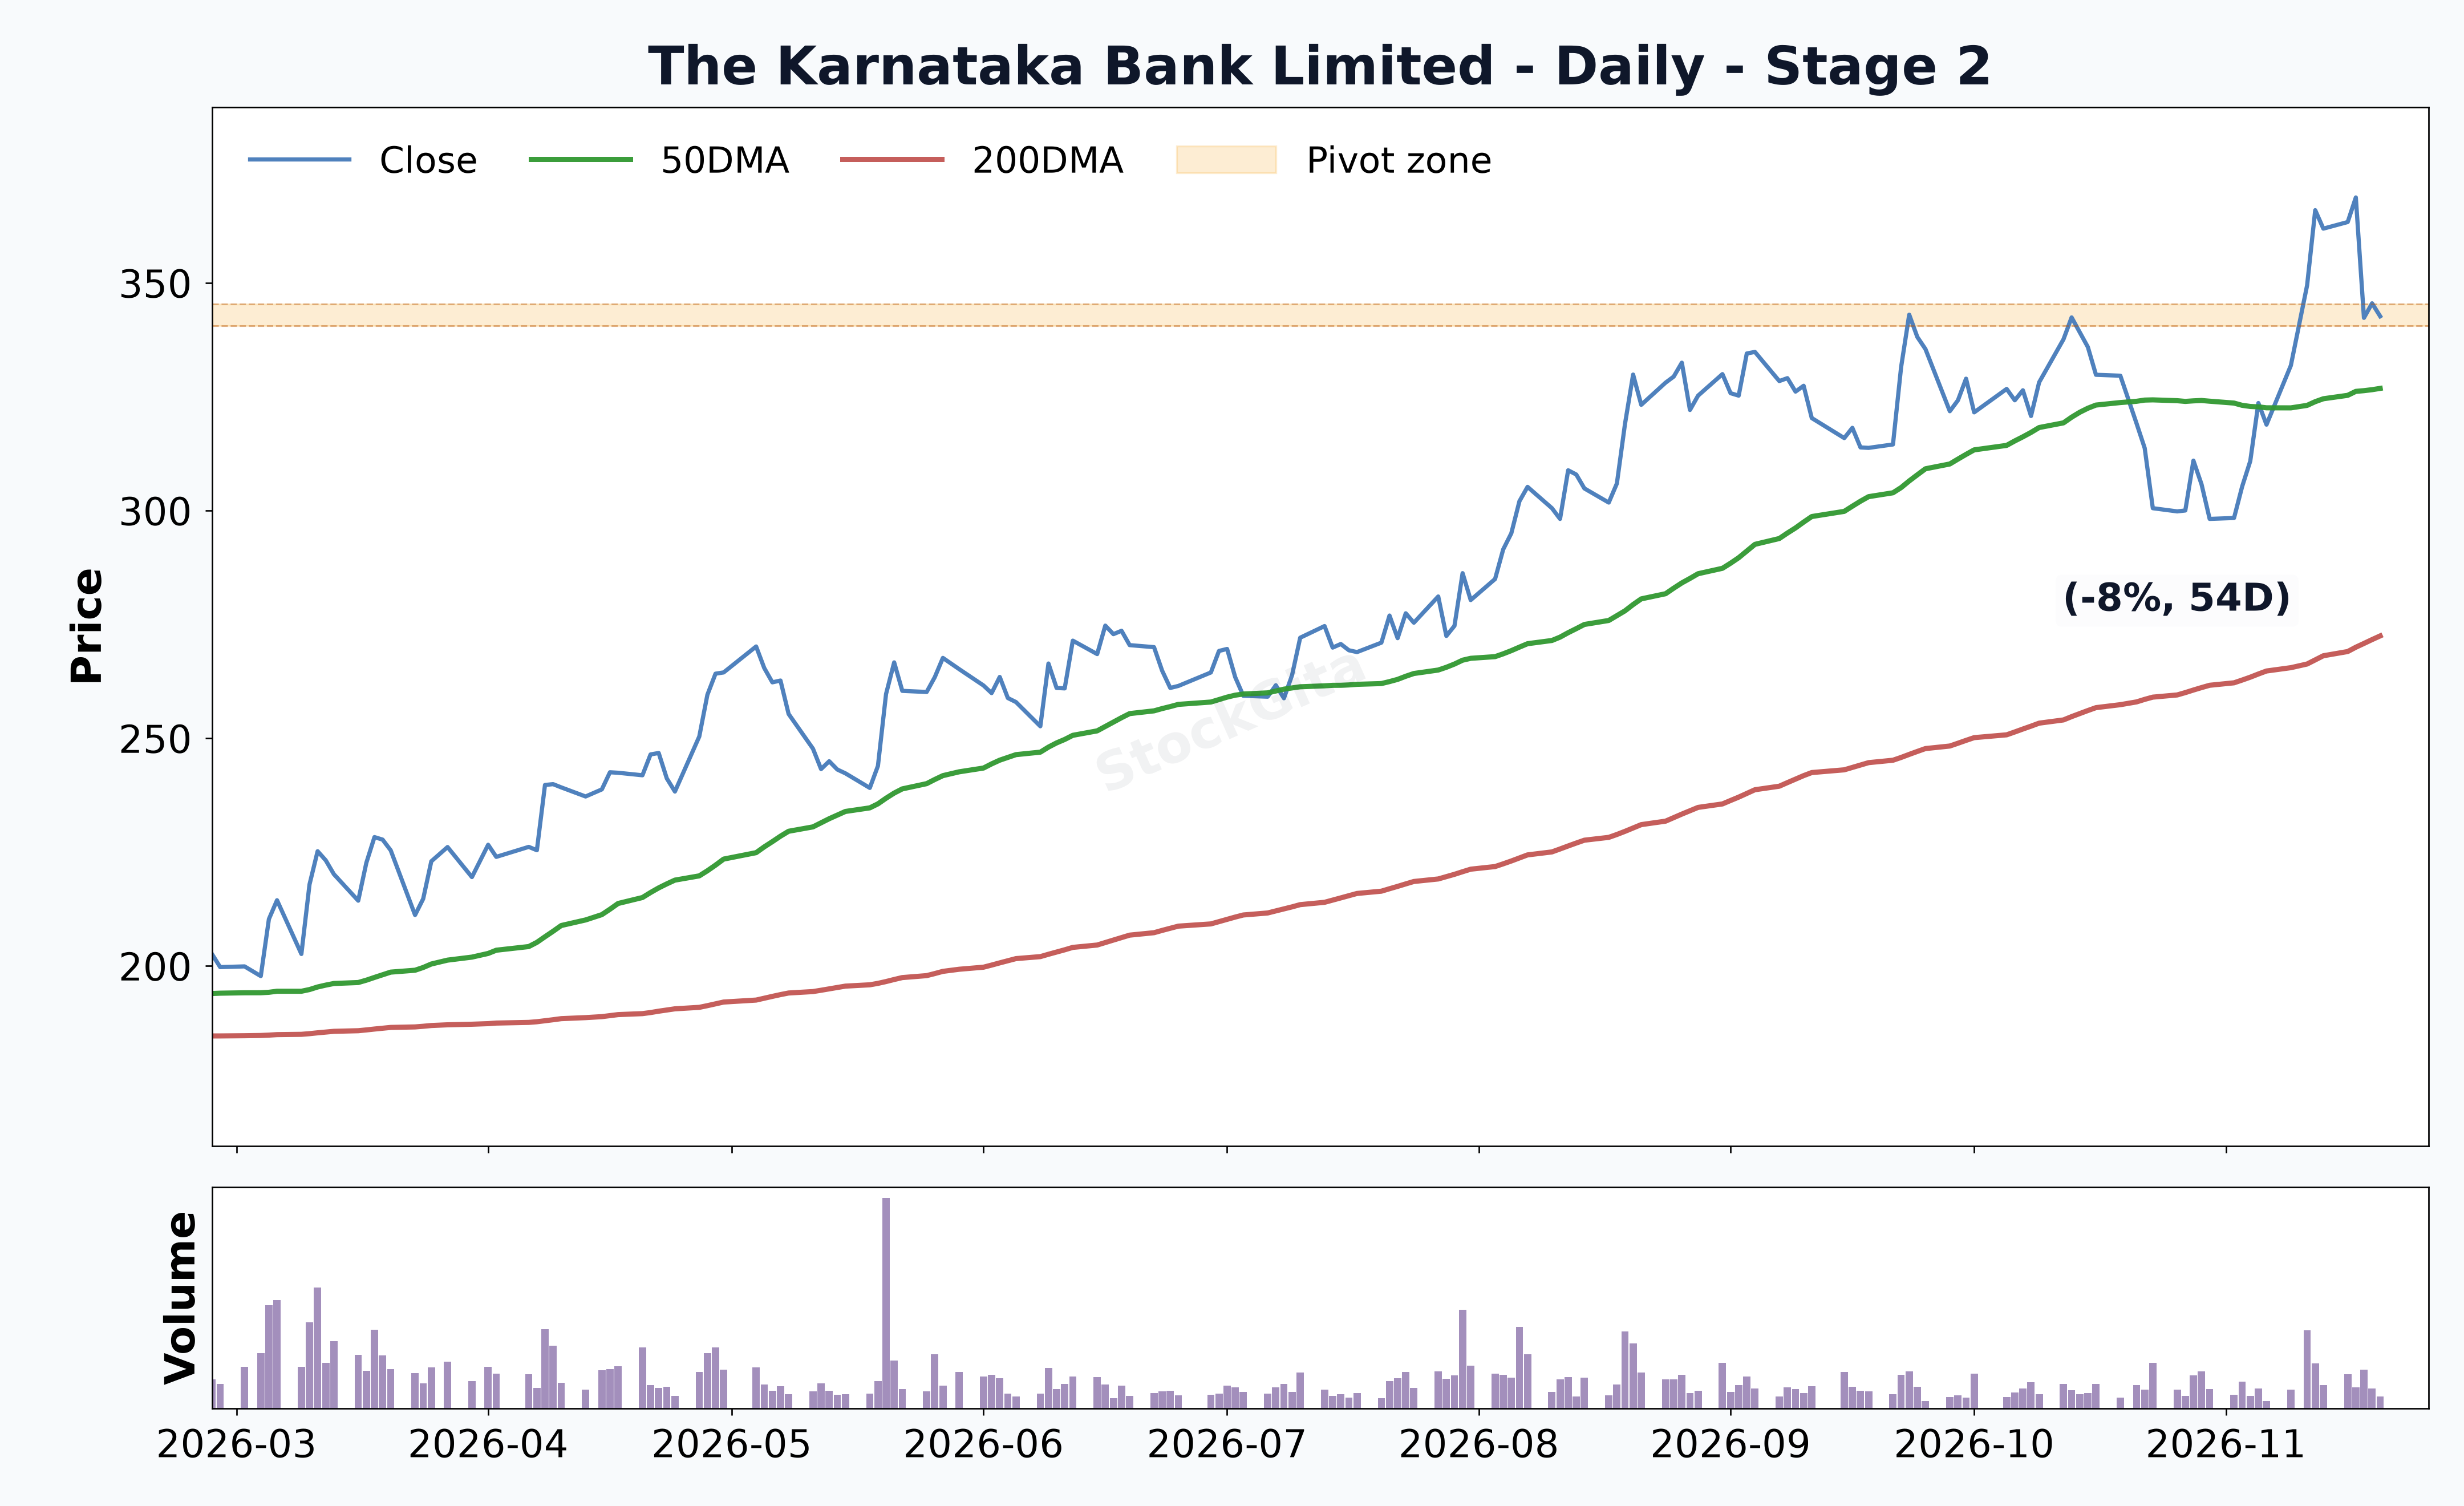 The Karnataka Bank Limited - Daily - Stage 2
Close 50DMA 200DMA Pivot zone
Price
350
300
250
200
(-8%, 54D)
StockGita
Volume
2026-03 2026-04 2026-05 2026-06 2026-07 2026-08 2026-09 2026-10 2026-11